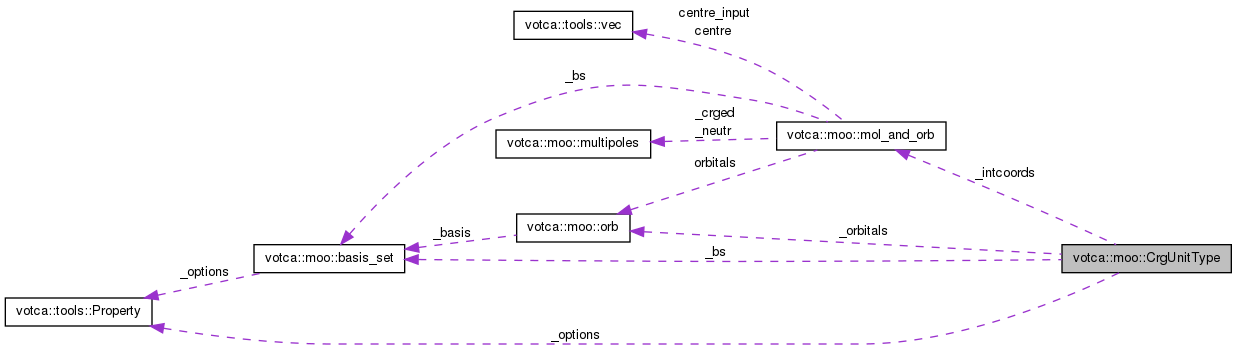 centre_input
centre
votca::tools::vec
_bs
_crged
_neutr
votca::moo::mol_and_orb
votca::moo::multipoles
orbitals
_intcoords
votca::moo::orb
_basis
_orbitals
_bs
votca::moo::basis_set
votca::moo::CrgUnitType
_options
votca::tools::Property
_options